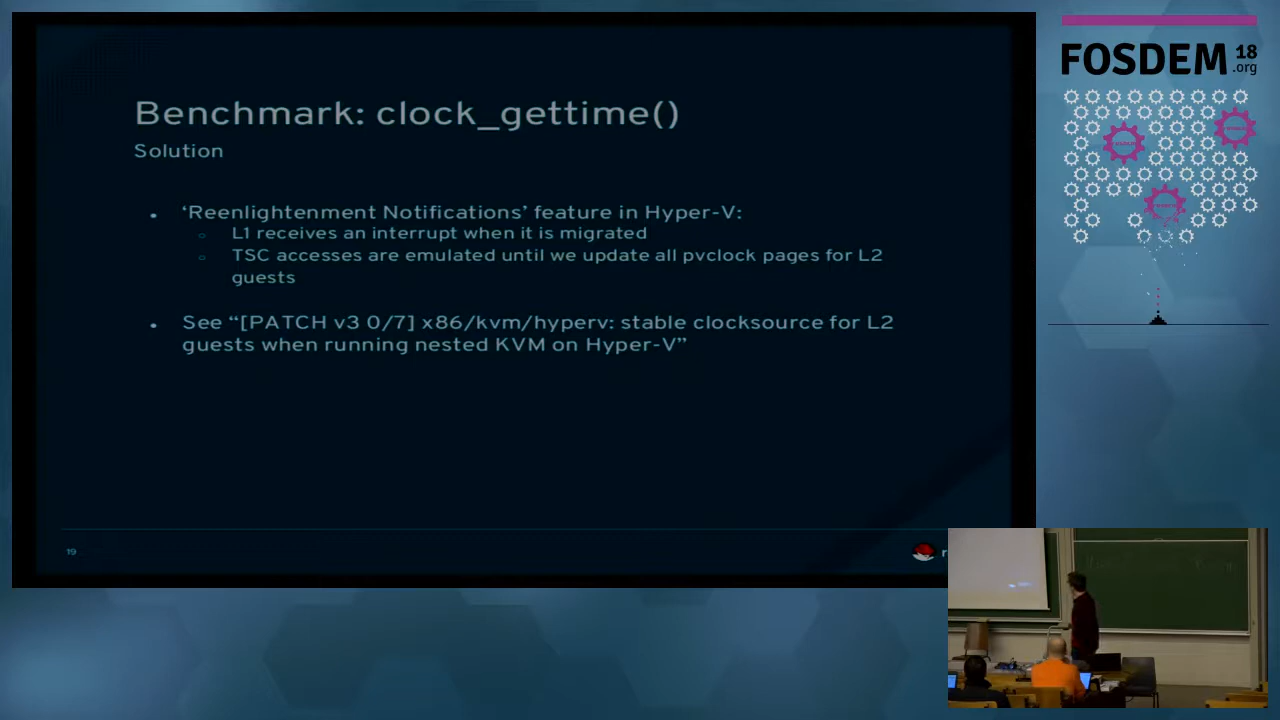 Benchmark: clock_gettime()
Solution
‘Reenlightenment Notifications’ feature in Hyper-V:
L1 receives an interrupt when it is migrated
TSC accesses are emulated until we update all pvclock pages for L2
guests
See “[PATCH v3 0/7] x86/kvm/hyperv: stable clocksource for L2
guests when running nested KVM on Hyper-V”
19
FOSDEM 18
.org